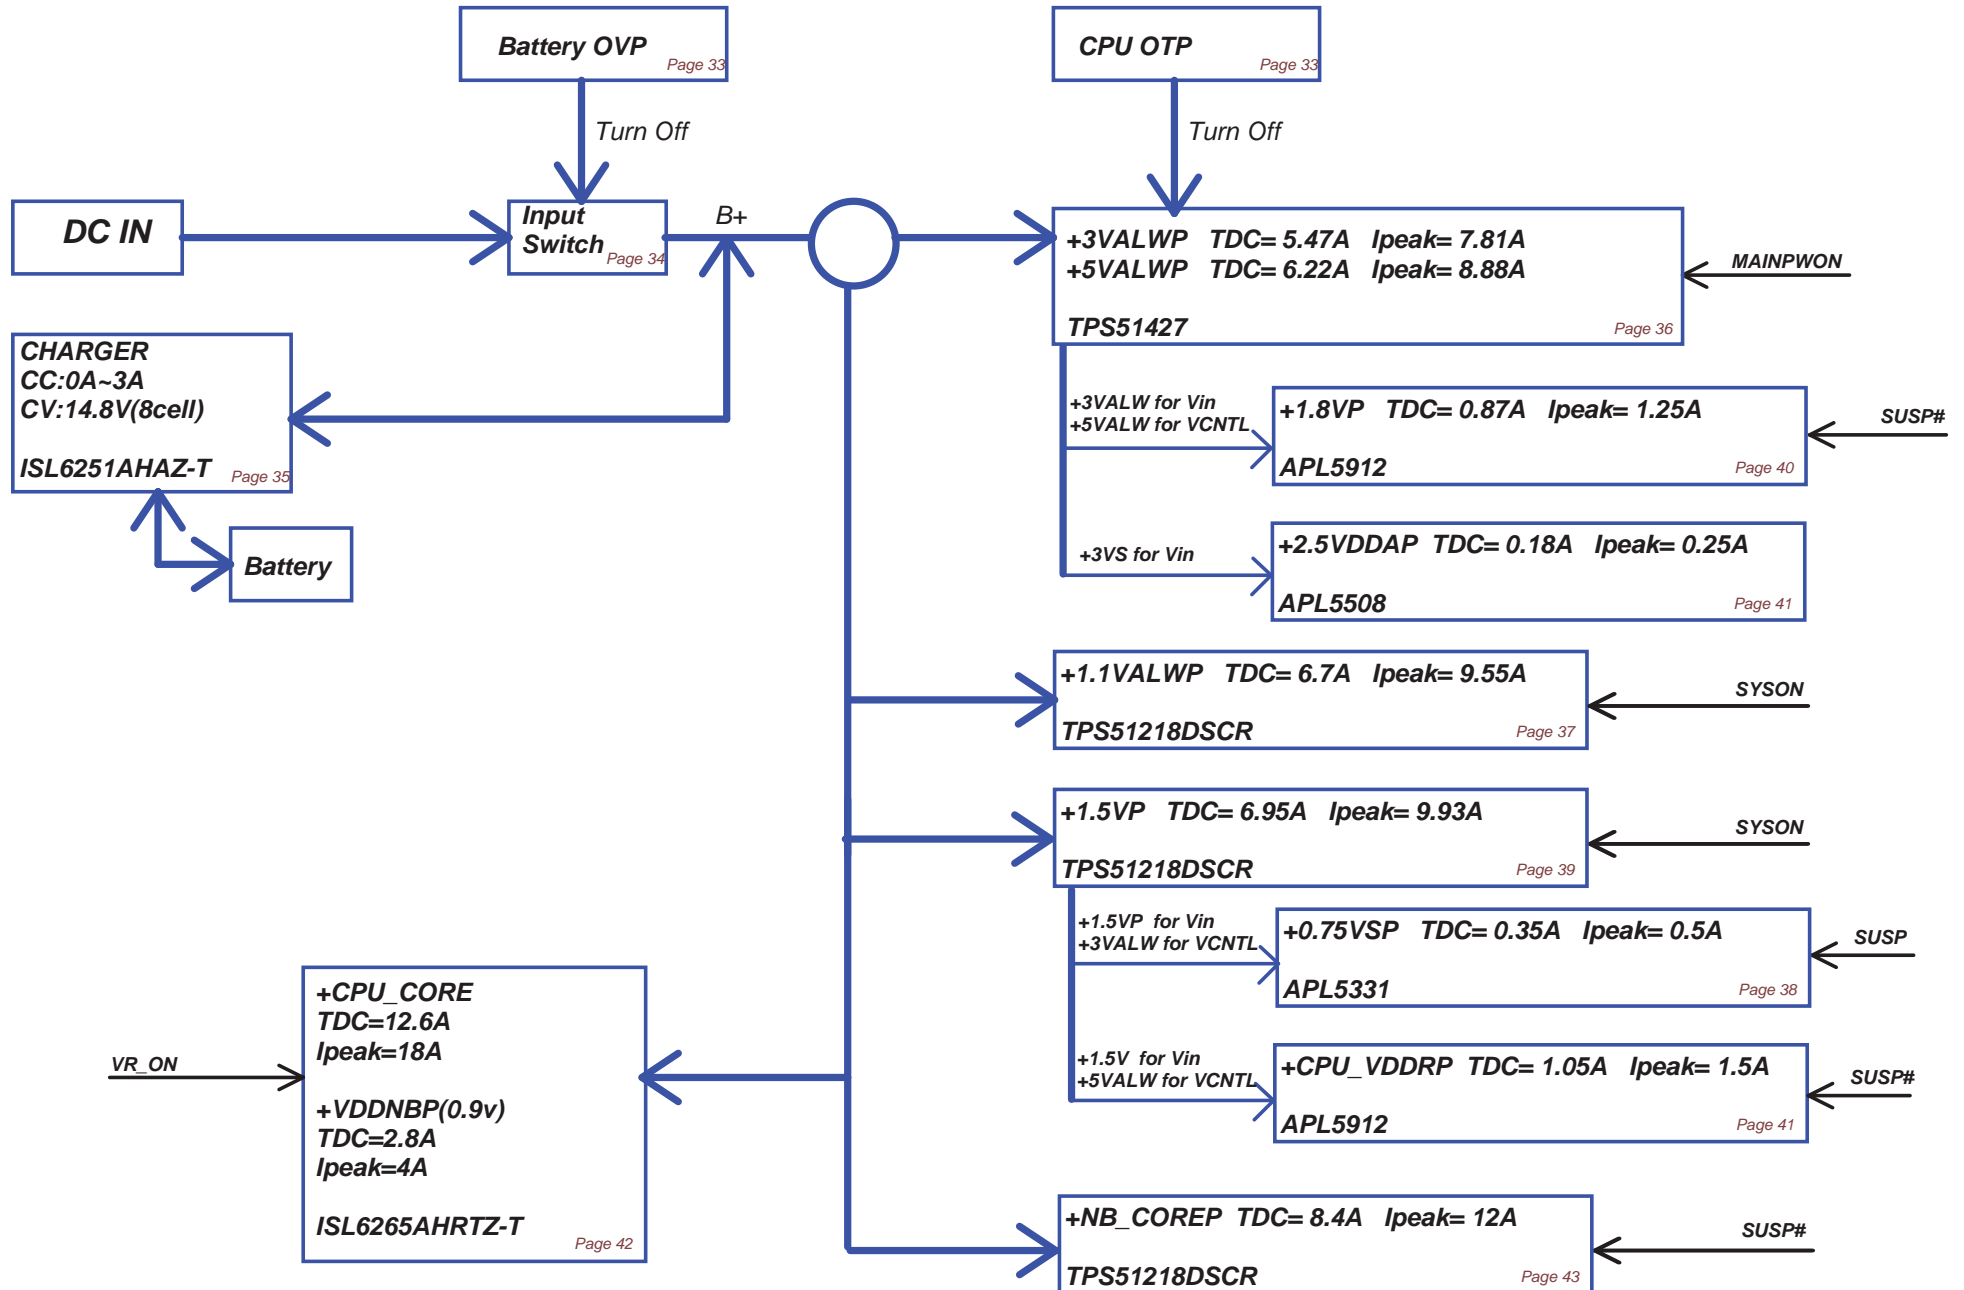 Battery OVP
Page 33
CPU OTP
Page 33
Turn Off
Turn Off
DC IN
Input
Switch
Page 34
B+
+3VALWP TDC= 5.47A Ipeak= 7.81A
+5VALWP TDC= 6.22A Ipeak= 8.88A
TPS51427
Page 36
MAINPWON
CHARGER
CC:0A~3A
CV:14.8V(8cell)
ISL6251AHAZ-T
Page 35
Battery
+3VALW for Vin
+5VALW for VCNTL
+1.8VP TDC= 0.87A Ipeak= 1.25A
APL5912
Page 40
SUSP#
+3VS for Vin
+2.5VDDAP TDC= 0.18A Ipeak= 0.25A
APL5508
Page 41
+1.1VALWP TDC= 6.7A Ipeak= 9.55A
TPS51218DSCR
Page 37
SYSON
+1.5VP TDC= 6.95A Ipeak= 9.93A
TPS51218DSCR
Page 39
SYSON
+1.5VP for Vin
+3VALW for VCNTL
+0.75VSP TDC= 0.35A Ipeak= 0.5A
APL5331
Page 38
SUSP
+1.5V for Vin
+5VALW for VCNTL
+CPU_VDDRP TDC= 1.05A Ipeak= 1.5A
APL5912
Page 41
SUSP#
VR_ON
+CPU_CORE
TDC=12.6A
Ipeak=18A
+VDDNBP(0.9v)
TDC=2.8A
Ipeak=4A
ISL6265AHRTZ-T
Page 42
+NB_COREP TDC= 8.4A Ipeak= 12A
TPS51218DSCR
Page 43
SUSP#